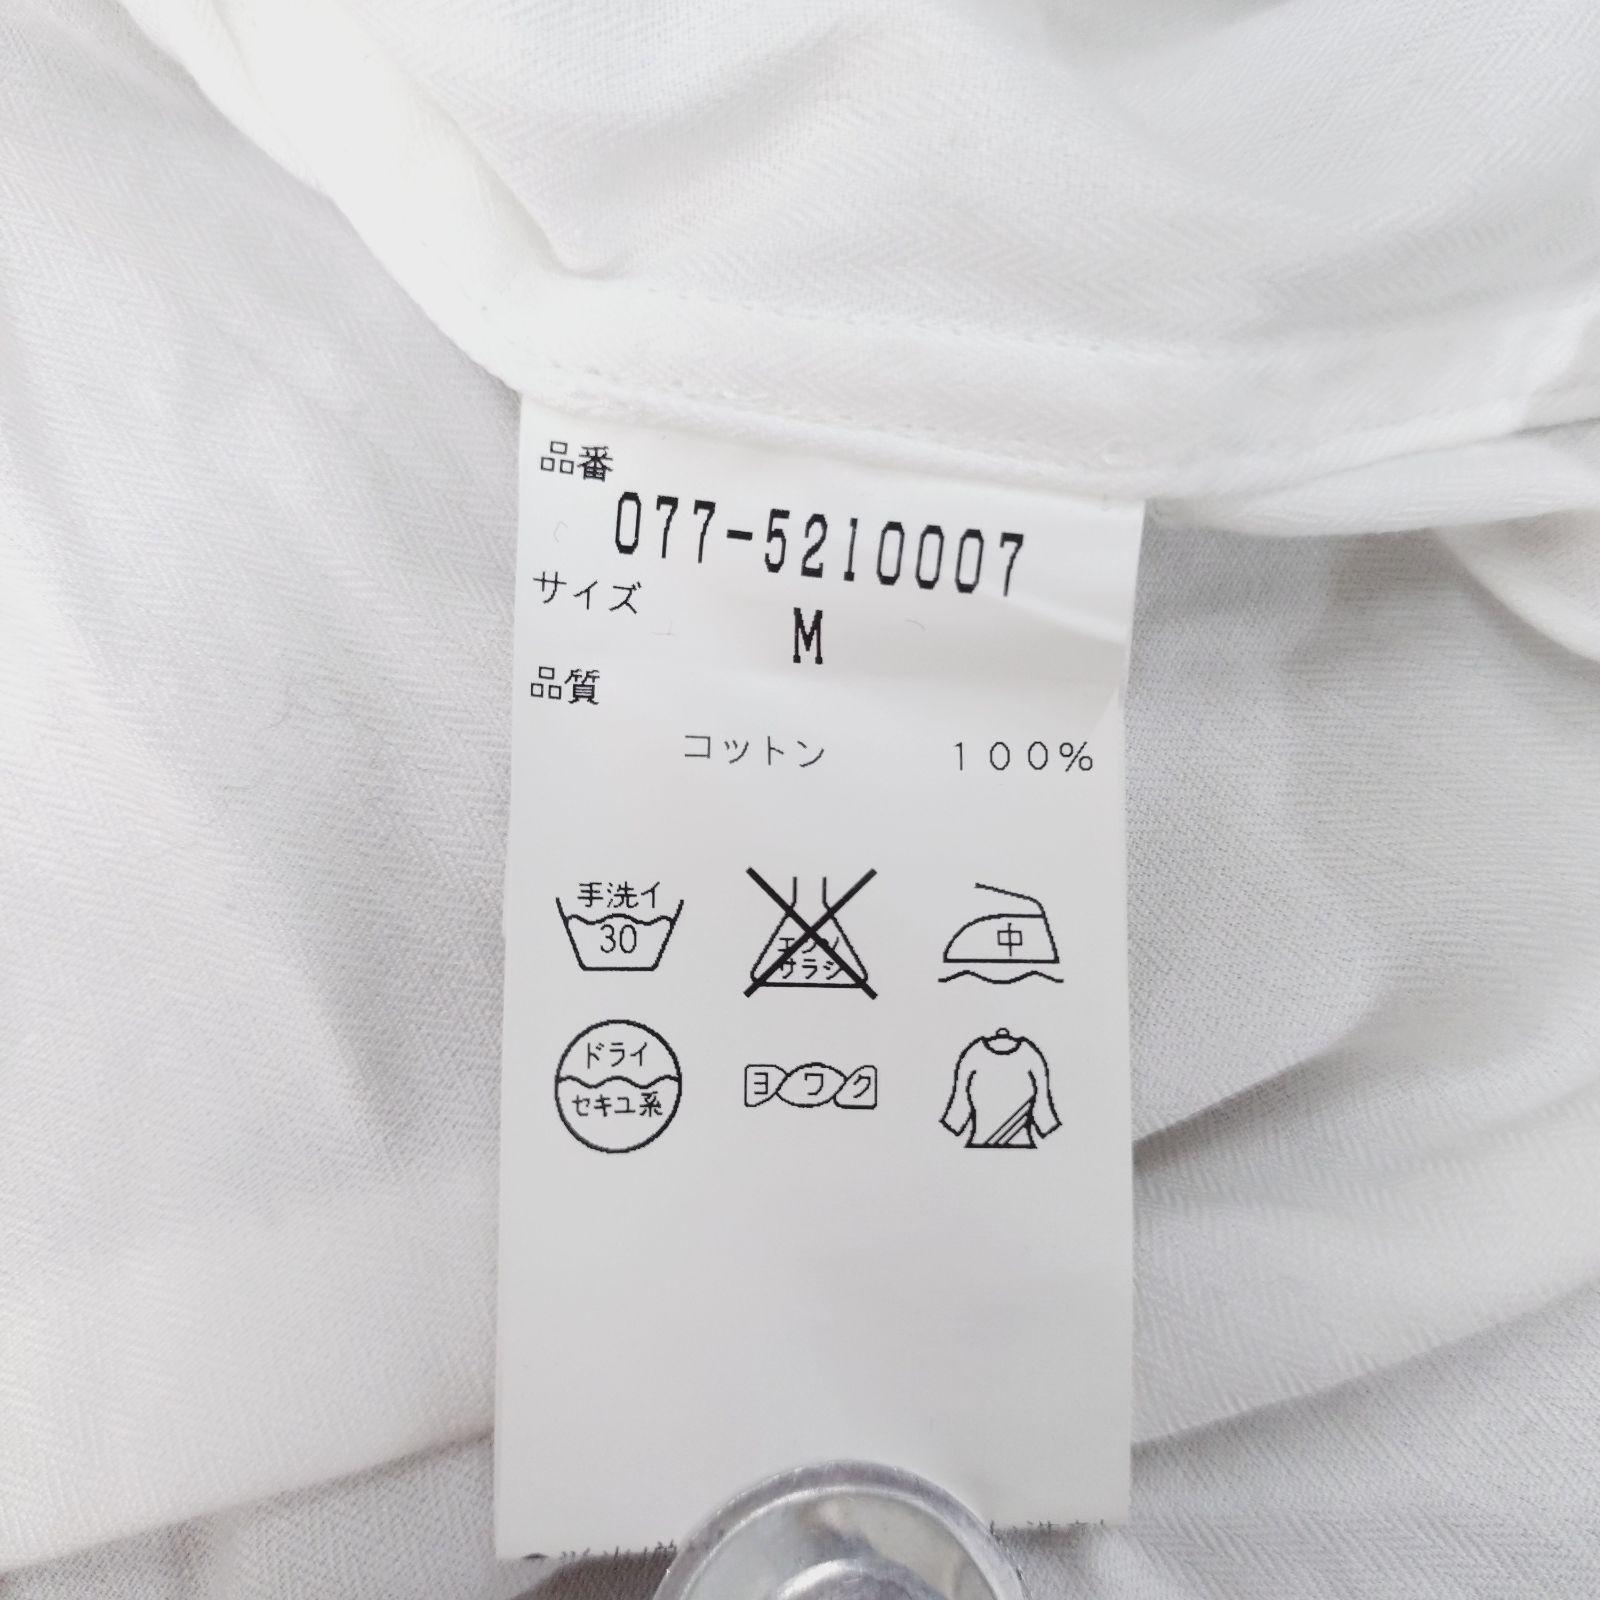 品番
077-5210007
サイズ
M
品質
コットン 100%
手洗イ
30
エンソ
サラシ
中
ドライ
セキユ系
ヨワク